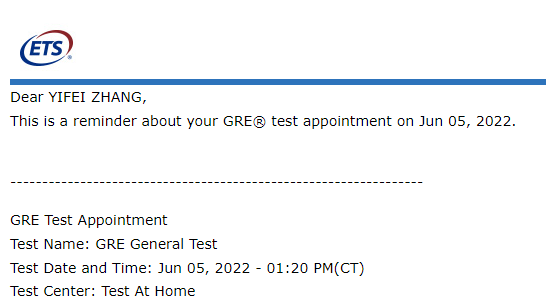 ETS®
Dear YIFEI ZHANG,
This is a reminder about your GRE® test appointment on Jun 05, 2022.
-----------------------------------------------------------------
GRE Test Appointment
Test Name: GRE General Test
Test Date and Time: Jun 05, 2022 - 01:20 PM(CT)
Test Center: Test At Home